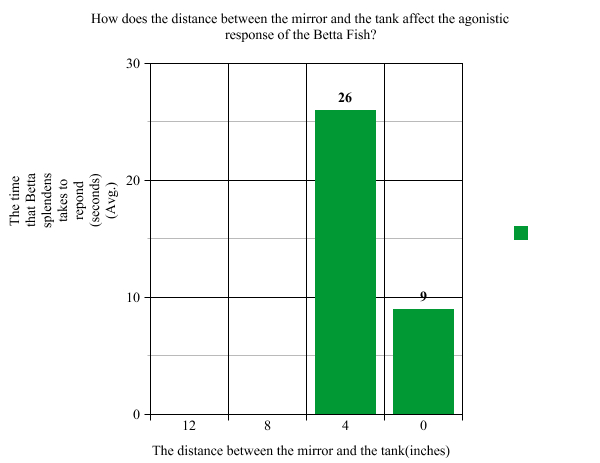 How does the distance between the mirror and the tank affect the agonistic
response of the Betta Fish?
The time
that Betta
splendens
takes to
repond
(seconds)
(Avg.)
30
20
10
0
26
9
12
8
4
0
The distance between the mirror and the tank(inches)